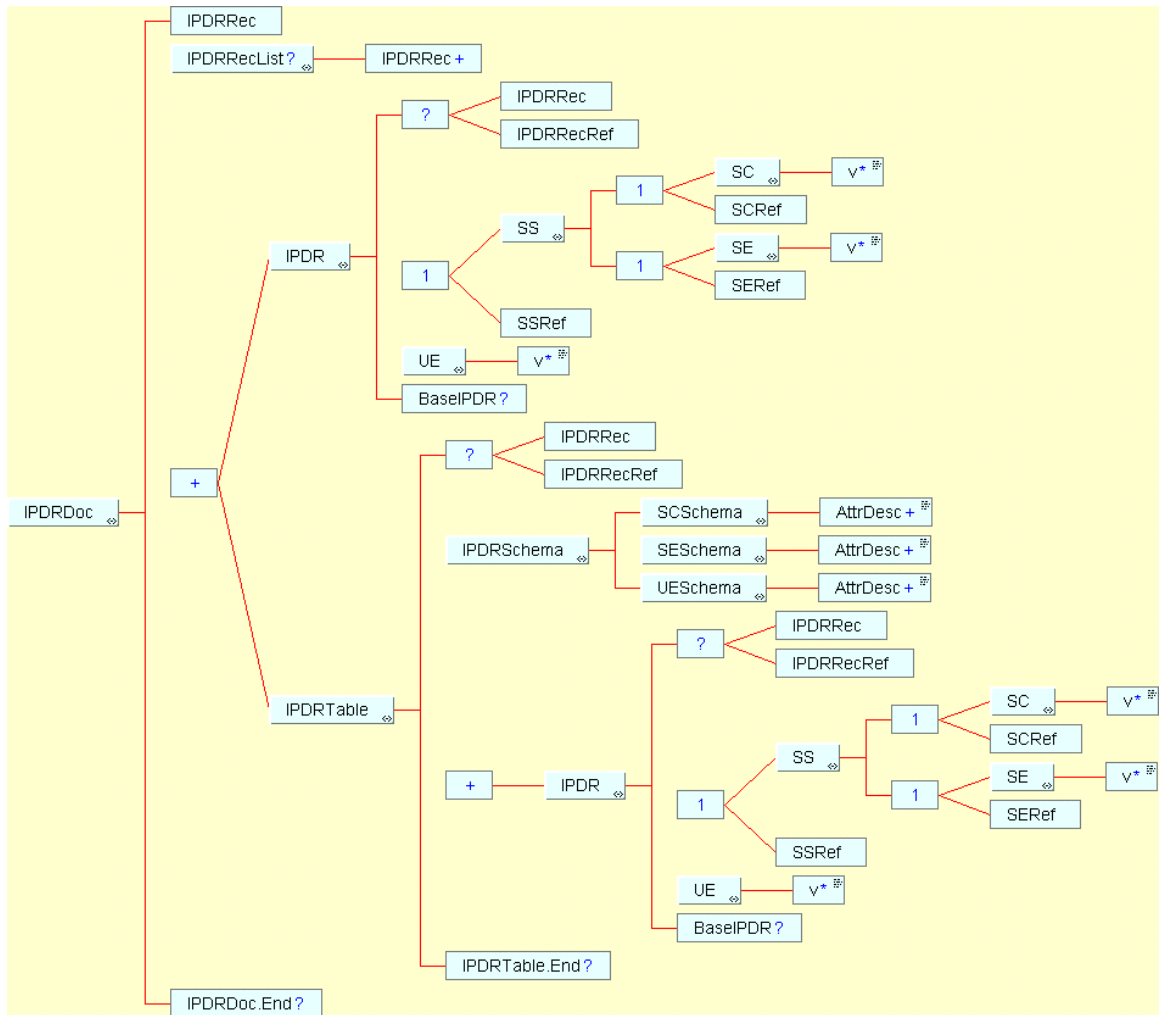 IPDRRec
IPDRRecList?
IPDRRec+
?
IPDRRec
IPDRRecRef
SC
v*
1
SCRef
SS
SE
v*
1
SERef
IPDR
1
SSRef
UE
v*
BaseIPDR?
IPDRRec
?
IPDRRecRef
+
IPDRDoc
SCSchema
AttrDesc+
IPDRSchema
SESchema
AttrDesc+
UESchema
AttrDesc+
IPDRRec
?
IPDRRecRef
IPDRTable
SC
v*
1
SCRef
SS
SE
v*
+
IPDR
1
SERef
1
SSRef
UE
v*
BaseIPDR?
IPDRTable.End?
IPDRDoc.End?